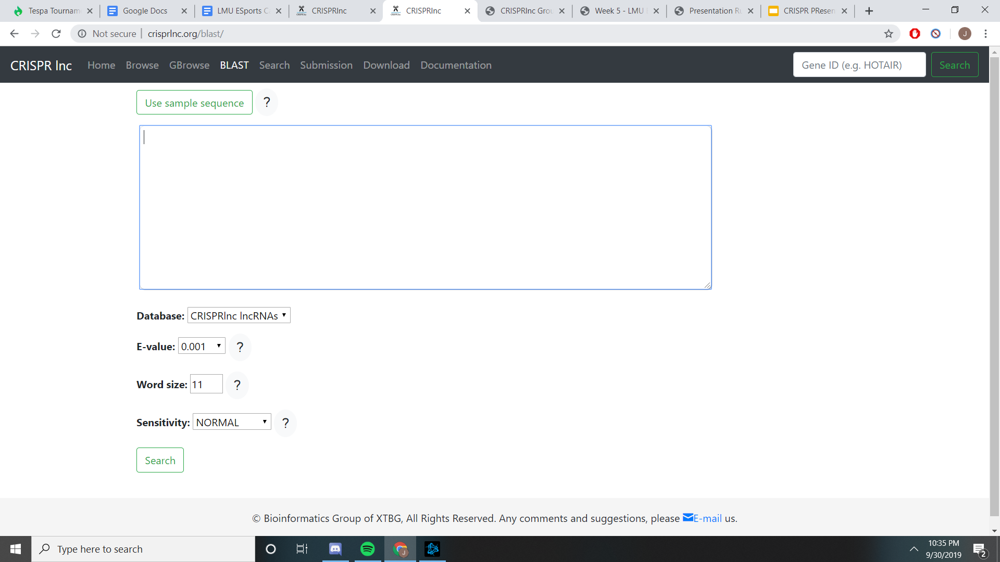 Tespa Tournam
Google Docs
LMU ESports C
CRISPRlnc
CRISPRlnc
CRISPRlnc Grou
Week 5 - LMU
Presentation Ru
CRISPR PResen
Not secure
crisprlnc.org/blast/
J
CRISPR lnc
Home
Browse
GBrowse
BLAST
Search
Submission
Download
Documentation
Gene ID (e.g. HOTAIR)
Search
Use sample sequence
?
Database: CRISPRlnc lncRNAs
E-value: 0.001 ?
Word size: 11 ?
Sensitivity: NORMAL ?
Search
© Bioinformatics Group of XTBG, All Rights Reserved. Any comments and suggestions, please E-mail us.
Type here to search
J
10:35 PM
9/30/2019
2